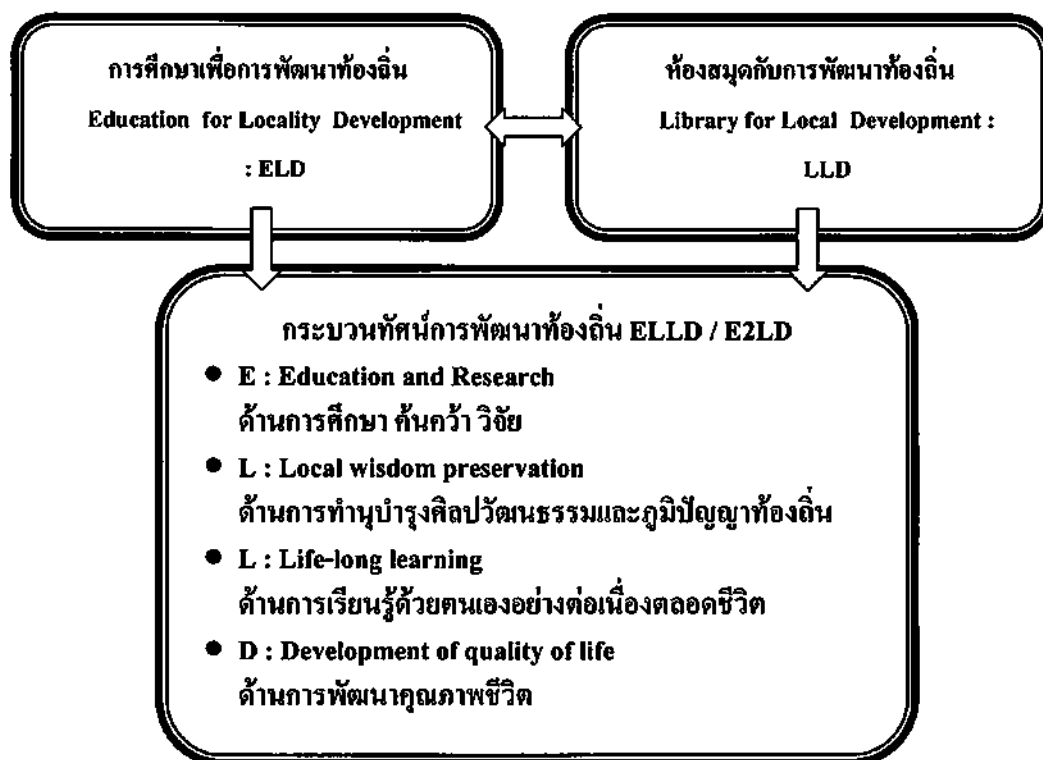 การศึกษาเพื่อการพัฒนาท้องถิ่น
Education for Locality Development
: ELD
ห้องสมุดกับการพัฒนาท้องถิ่น
Library for Local Development :
LLD
กระบวนทัศน์การพัฒนาท้องถิ่น ELLD / E2LD
● E : Education and Research
ด้านการศึกษา ค้นคว้า วิจัย
● L : Local wisdom preservation
ด้านการทำนุบำรุงศิลปวัฒนธรรมและภูมิปัญญาท้องถิ่น
● L : Life-long learning
ด้านการเรียนรู้ด้วยตนเองอย่างต่อเนื่องตลอดชีวิต
● D : Development of quality of life
ด้านการพัฒนาคุณภาพชีวิต